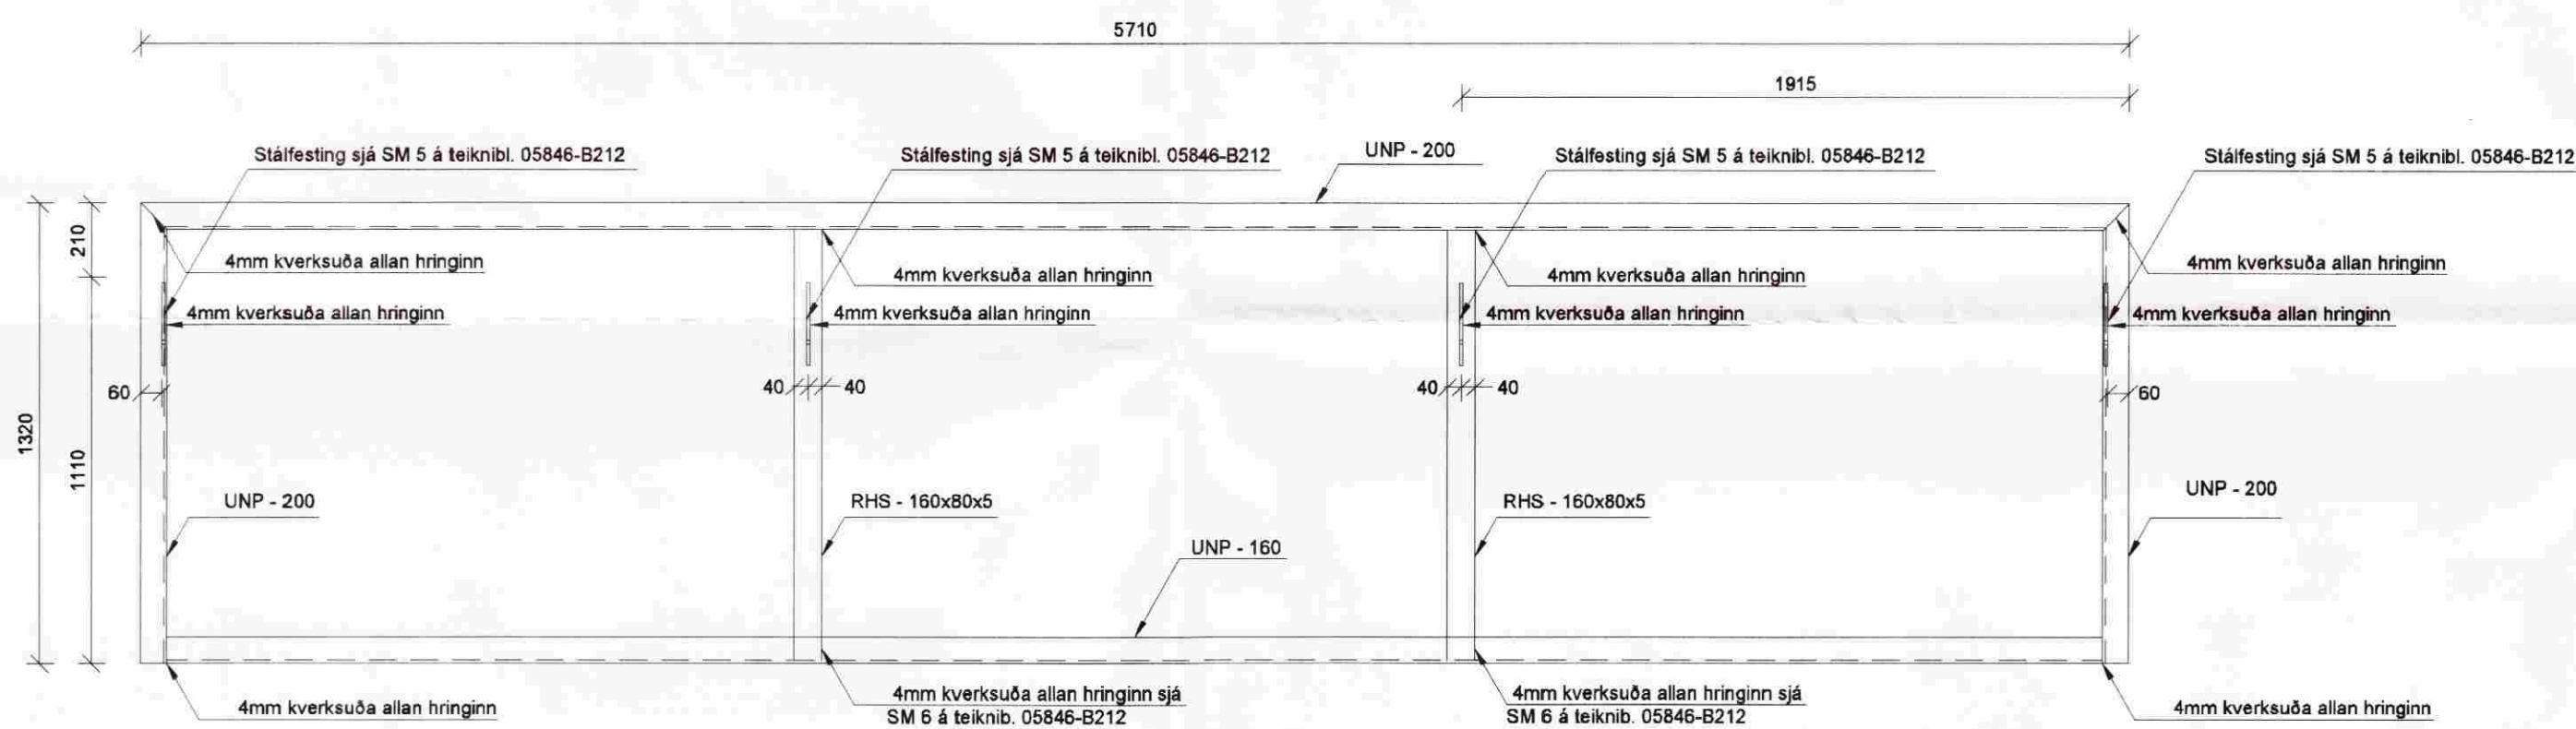 5710
1915
Stálfesting sjá SM 5 á teiknibl. 05846-B212
Stálfesting sjá SM 5 á teiknibl. 05846-B212
UNP - 200
Stálfesting sjá SM 5 á teiknibl. 05846-B212
Stálfesting sjá SM 5 á teiknibl. 05846-B212
210
4mm kverksuða allan hringinn
4mm kverksuða allan hringinn
4mm kverksuða allan hringinn
4mm kverksuða allan hringinn
4mm kverksuða allan hringinn
4mm kverksuða allan hringinn
4mm kverksuða allan hringinn
4mm kverksuða allan hringinn
60
40
40
40
40
60
1320
1110
UNP - 200
RHS - 160x80x5
RHS - 160x80x5
UNP - 200
UNP - 160
4mm kverksuða allan hringinn
4mm kverksuða allan hringinn sjá
SM 6 á teiknib. 05846-B212
4mm kverksuða allan hringinn sjá
SM 6 á teiknib. 05846-B212
4mm kverksuða allan hringinn